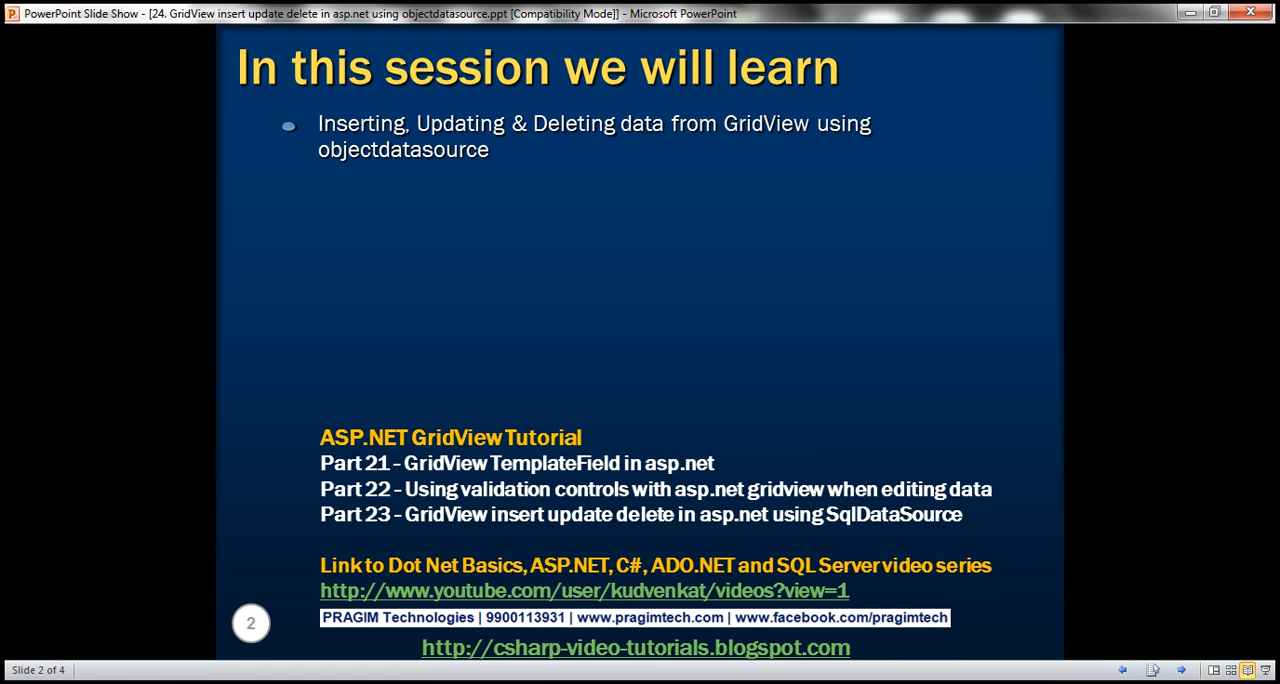 PowerPoint Slide Show - [24. GridView insert update delete in asp.net using objectdatasource.ppt [Compatibility Mode]] - Microsoft PowerPoint
In this session we will learn
Inserting, Updating & Deleting data from GridView using
objectdatasource
ASP.NET GridView Tutorial
Part 21 - GridView TemplateField in asp.net
Part 22 - Using validation controls with asp.net gridview when editing data
Part 23 - GridView insert update delete in asp.net using SqlDataSource
Link to Dot Net Basics, ASP.NET, C#, ADO.NET and SQL Server video series
http://www.youtube.com/user/kudvenkat/videos?view=1
PRAGIM Technologies | 9900113931 | www.pragimtech.com | www.facebook.com/pragimtech
2
http://csharp-video-tutorials.blogspot.com
Slide 2 of 4